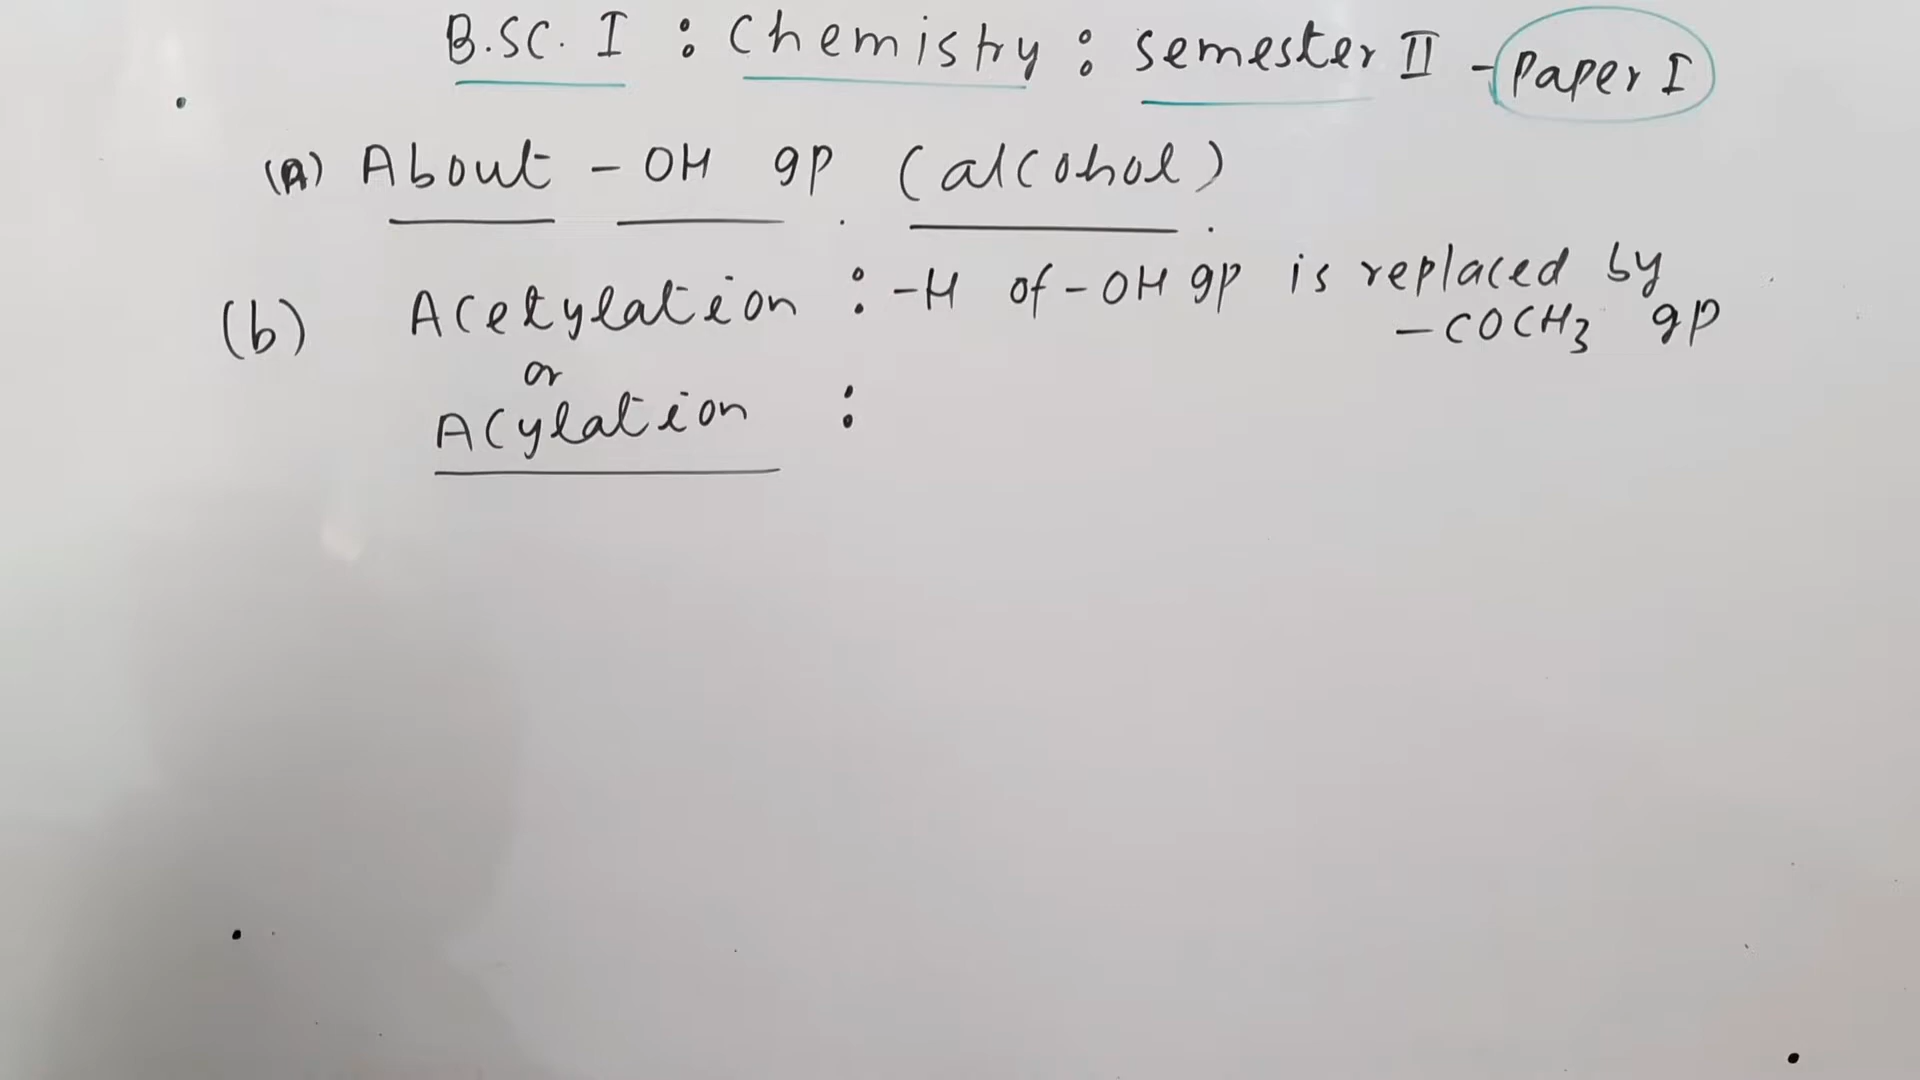 B.SC. I : Chemistry : Semester II - Paper I
(A) About - OH gp (alcohol)
(b) Acetylation : -H of - OH gp is replaced by
- COCH3 gp
or
Acylation :